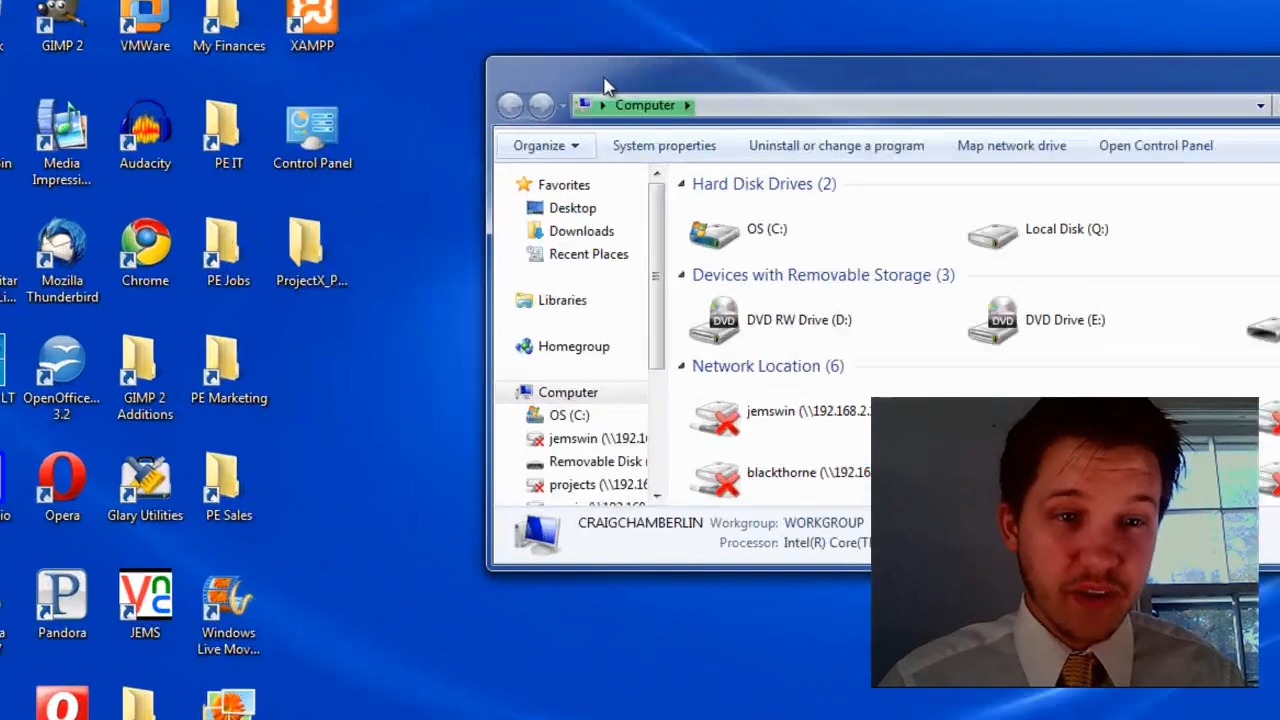 GIMP 2
VMWare
My Finances
XAMPP
Media
Impressi...
Audacity
PE IT
Control Panel
Mozilla
Thunderbird
Chrome
PE Jobs
ProjectX_P...
OpenOffice...
3.2
GIMP 2
Additions
PE Marketing
Opera
Glary Utilities
PE Sales
Pandora
JEMS
Windows
Live Mov...
Computer
Organize
System properties
Uninstall or change a program
Map network drive
Open Control Panel
Favorites
Desktop
Downloads
Recent Places
Libraries
Homegroup
Computer
OS (C:)
jemswin (\\192.16
Removable Disk (
projects (\\192.16
Hard Disk Drives (2)
OS (C:)
Local Disk (Q:)
Devices with Removable Storage (3)
DVD
DVD RW Drive (D:)
DVD
DVD Drive (E:)
Network Location (6)
jemswin (\\192.168.2.
blackthorne (\\192.16
CRAIGCHAMBERLIN Workgroup: WORKGROUP
Processor: Intel(R) Core(T